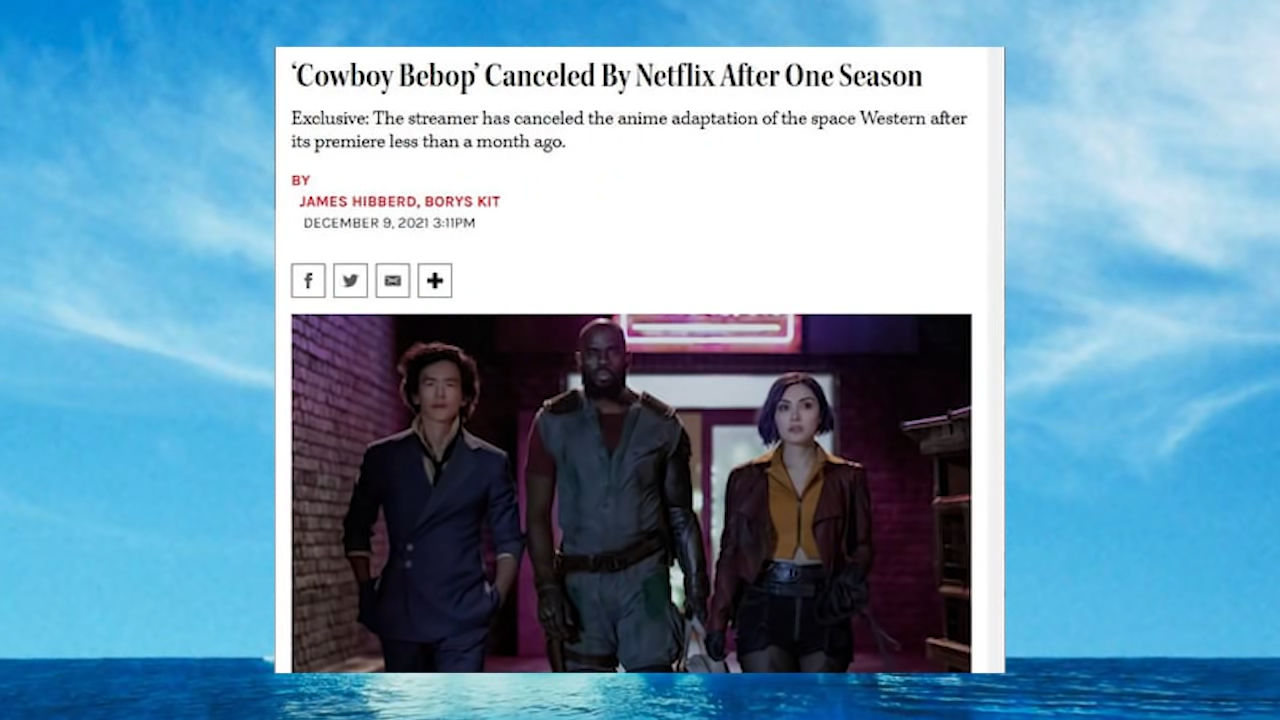 ‘Cowboy Bebop’ Canceled By Netflix After One Season
Exclusive: The streamer has canceled the anime adaptation of the space Western after
its premiere less than a month ago.
BY
JAMES HIBBERD, BORYS KIT
DECEMBER 9, 2021 3:11PM